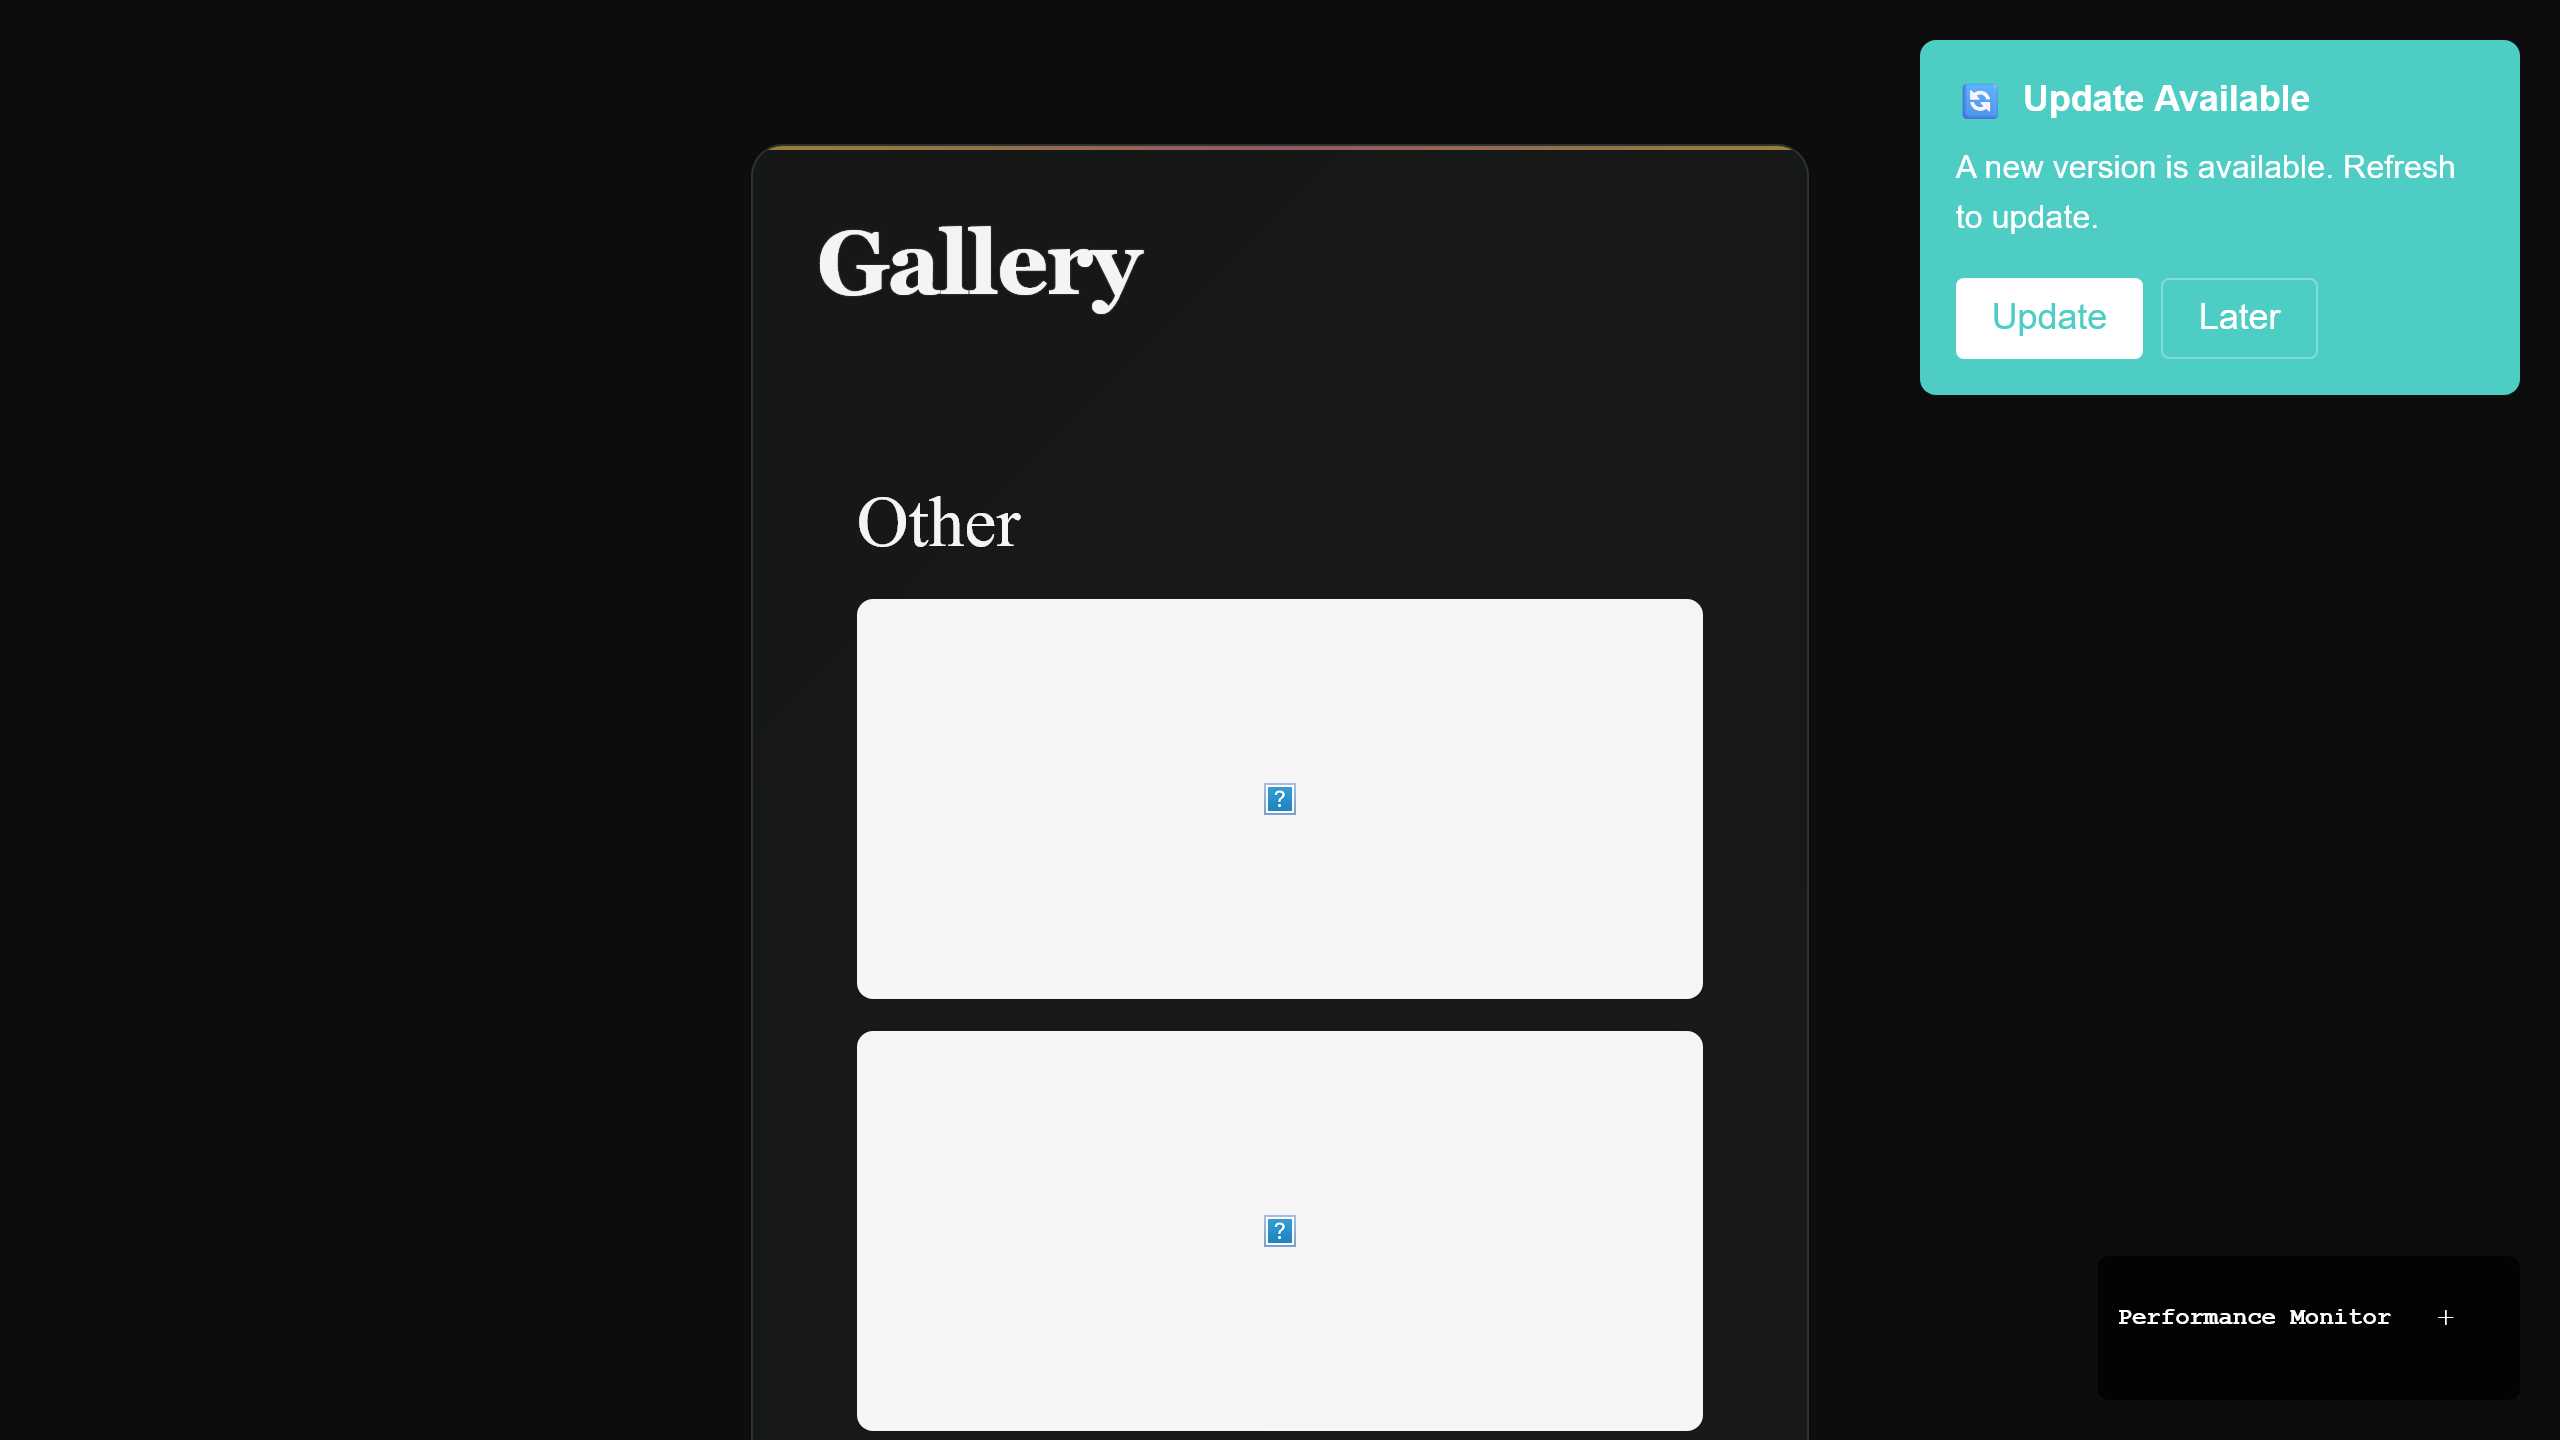 Gallery
Other
?
?
Update Available
A new version is available. Refresh
to update.
Update
Later
Performance Monitor +